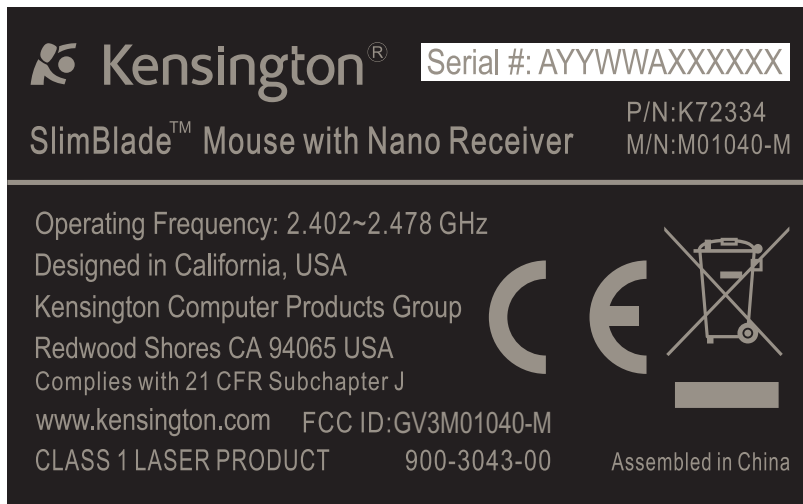 Kensington®
Serial #: AYYWWAXXXXXX
SlimBlade™ Mouse with Nano Receiver
P/N:K72334
M/N:M01040-M
Operating Frequency: 2.402~2.478 GHz
Designed in California, USA
Kensington Computer Products Group
Redwood Shores CA 94065 USA
Complies with 21 CFR Subchapter J
www.kensington.com FCC ID:GV3M01040-M
CLASS 1 LASER PRODUCT 900-3043-00 Assembled in China
CE